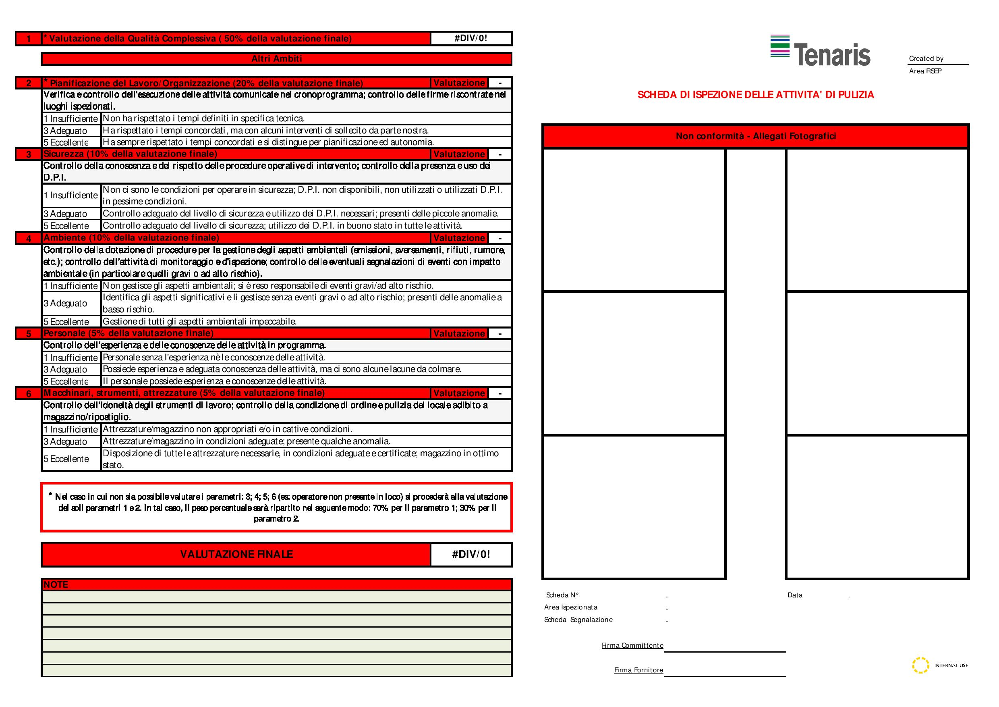 1 * Valutazione della Qualità Complessiva ( 50% della valutazione finale) #DIV/0!
Altri Ambiti
2 * Pianificazione del Lavoro/Organizzazione (20% della valutazione finale) Valutazione -
Verifica e controllo dell'esecuzione delle attività comunicate nel cronoprogramma; controllo delle firme riscontrate nei
luoghi ispezionati.
1 Insufficiente Non ha rispettato i tempi definiti in specifica tecnica.
3 Adeguato Ha rispettato i tempi concordati, ma con alcuni interventi di sollecito da parte nostra.
5 Eccellente Ha sempre rispettato i tempi concordati e si distingue per pianificazione ed autonomia.
3 Sicurezza (10% della valutazione finale) Valutazione -
Controllo della conoscenza e del rispetto delle procedure operative di intervento; controllo della presenza e uso dei
D.P.I.
1 Insufficiente Non ci sono le condizioni per operare in sicurezza; D.P.I. non disponibili, non utilizzati o utilizzati D.P.I.
in pessime condizioni.
3 Adeguato Controllo adeguato del livello di sicurezza e utilizzo dei D.P.I. necessari; presenti delle piccole anomalie.
5 Eccellente Controllo adeguato del livello di sicurezza; utilizzo dei D.P.I. in buono stato in tutte le attività.
4 Ambiente (10% della valutazione finale) Valutazione -
Controllo della dotazione di procedure per la gestione degli aspetti ambientali (emissioni, sversamenti, rifiuti, rumore,
etc.); controllo dell'attività di monitoraggio e d'ispezione; controllo delle eventuali segnalazioni di eventi con impatto
ambientale (in particolare quelli gravi o ad alto rischio).
1 Insufficiente Non gestisce gli aspetti ambientali; si è reso responsabile di eventi gravi/ad alto rischio.
3 Adeguato Identifica gli aspetti significativi e li gestisce senza eventi gravi o ad alto rischio; presenti delle anomalie a
basso rischio.
5 Eccellente Gestione di tutti gli aspetti ambientali impeccabile.
5 Personale (5% della valutazione finale) Valutazione -
Controllo dell'esperienza e delle conoscenze delle attività in programma.
1 Insufficiente Personale senza l'esperienza nè le conoscenze delle attività.
3 Adeguato Possiede esperienza e adeguata conoscenza delle attività, ma ci sono alcune lacune da colmare.
5 Eccellente Il personale possiede esperienza e conoscenze delle attività.
6 Macchinari, strumenti, attrezzature (5% della valutazione finale) Valutazione -
Controllo dell'idoneità degli strumenti di lavoro; controllo della condizione di ordine e pulizia del locale adibito a
magazzino/ripostiglio.
1 Insufficiente Attrezzature/magazzino non appropriati e/o in cattive condizioni.
3 Adeguato Attrezzature/magazzino in condizioni adeguate; presente qualche anomalia.
5 Eccellente Disposizione di tutte le attrezzature necessarie, in condizioni adeguate e certificate; magazzino in ottimo
stato.
* Nel caso in cui non sia possibile valutare i parametri: 3; 4; 5; 6 (es: operatore non presente in loco) si procederà alla valutazione
dei soli parametri 1 e 2. In tal caso, il peso percentuale sarà ripartito nel seguente modo: 70% per il parametro 1; 30% per il
parametro 2.
VALUTAZIONE FINALE #DIV/0!
NOTE
Tenaris
Created by
Area RSEP
SCHEDA DI ISPEZIONE DELLE ATTIVITA' DI PULIZIA
Non conformità - Allegati Fotografici
Scheda N° - Data -
Area Ispezionata -
Scheda Segnalazione -
Firma Committente
Firma Fornitore
INTERNAL USE